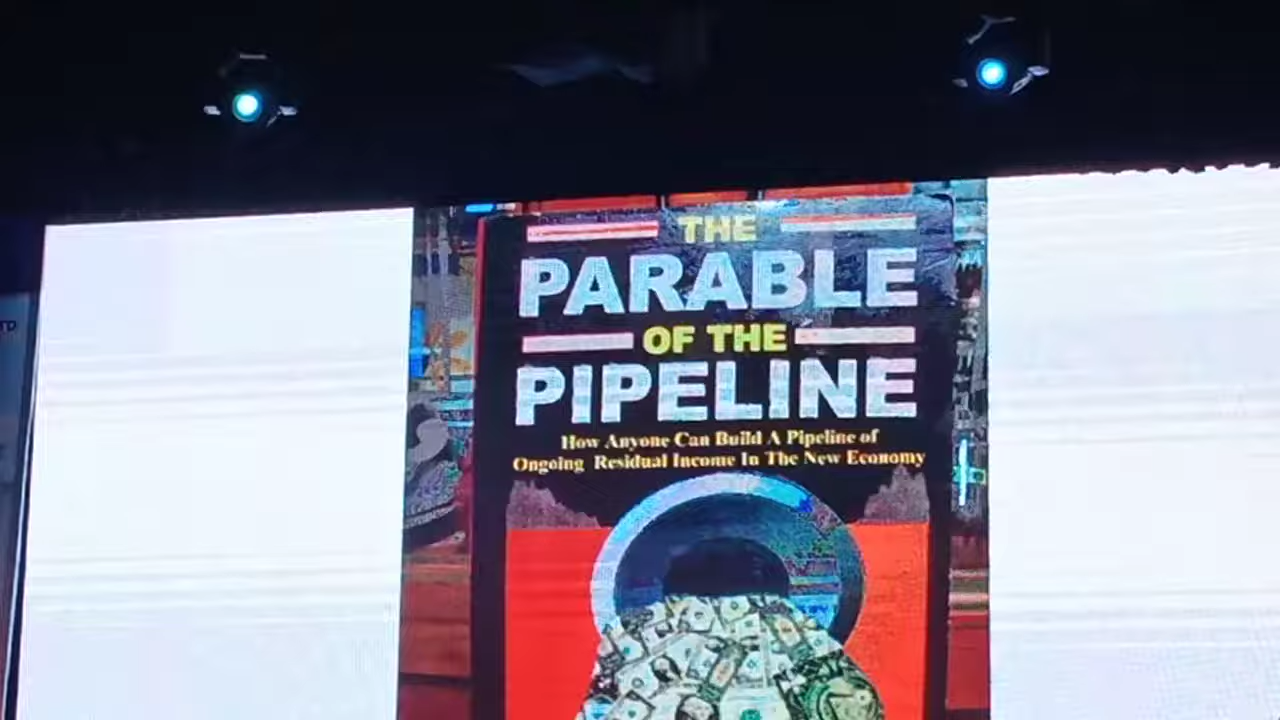 THE
PARABLE
OF THE
PIPELINE
How Anyone Can Build A Pipeline of
Ongoing Residual Income In The New Economy